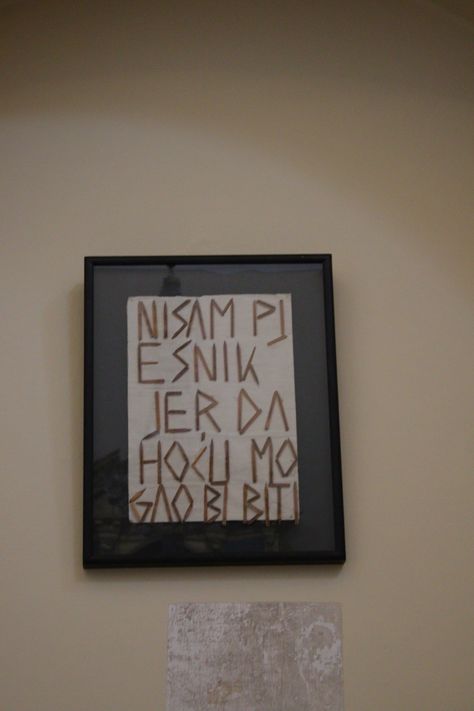 NISAM PJ
ESNIK
JER DA
HOĆU MO
GAO BI BITI